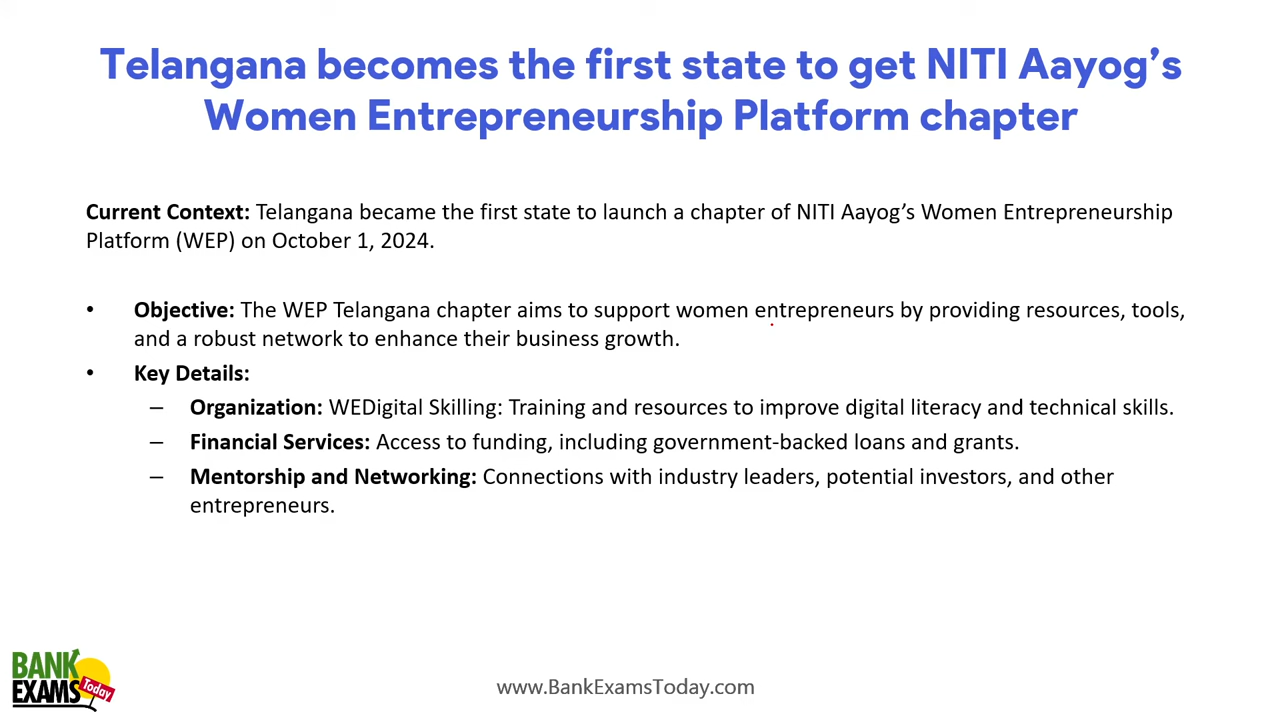 Telangana becomes the first state to get NITI Aayog’s
Women Entrepreneurship Platform chapter
Current Context: Telangana became the first state to launch a chapter of NITI Aayog’s Women Entrepreneurship
Platform (WEP) on October 1, 2024.
• Objective: The WEP Telangana chapter aims to support women entrepreneurs by providing resources, tools,
and a robust network to enhance their business growth.
• Key Details:
– Organization: WEDigital Skilling: Training and resources to improve digital literacy and technical skills.
– Financial Services: Access to funding, including government-backed loans and grants.
– Mentorship and Networking: Connections with industry leaders, potential investors, and other
entrepreneurs.
BANK
EXAMS
Today
www.BankExamsToday.com